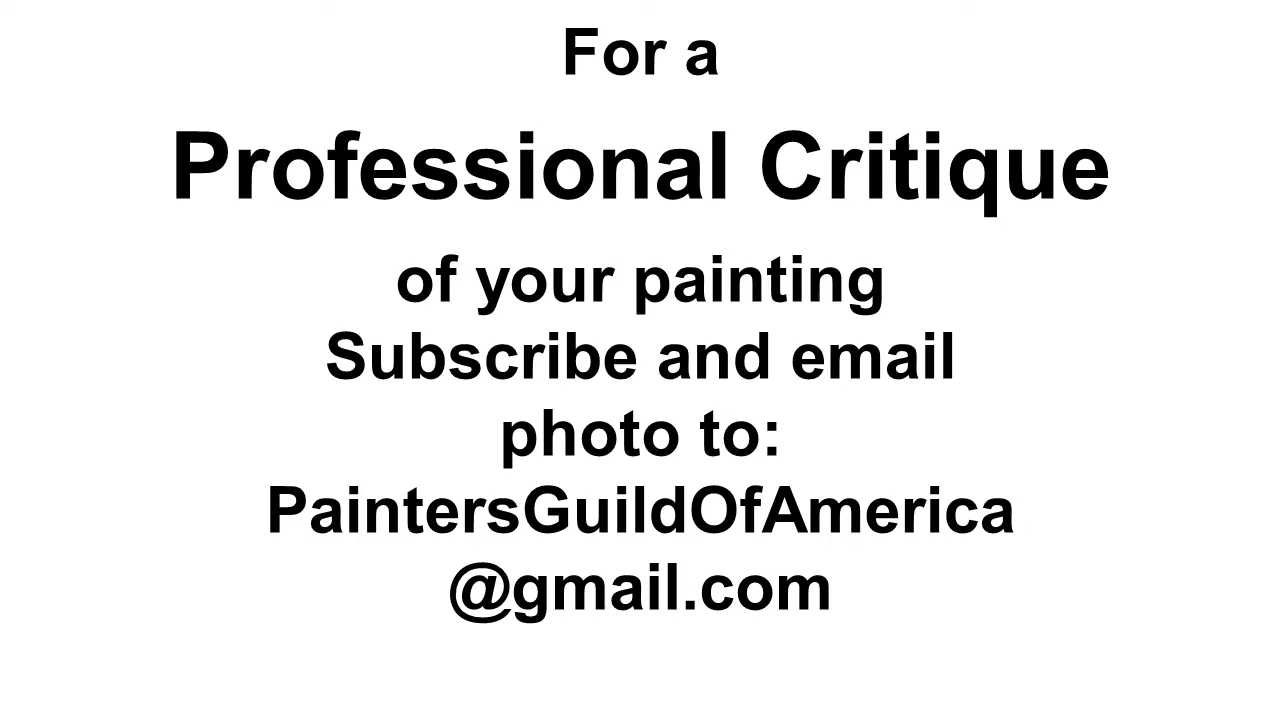 For a
Professional Critique
of your painting
Subscribe and email
photo to:
PaintersGuildOfAmerica
@gmail.com